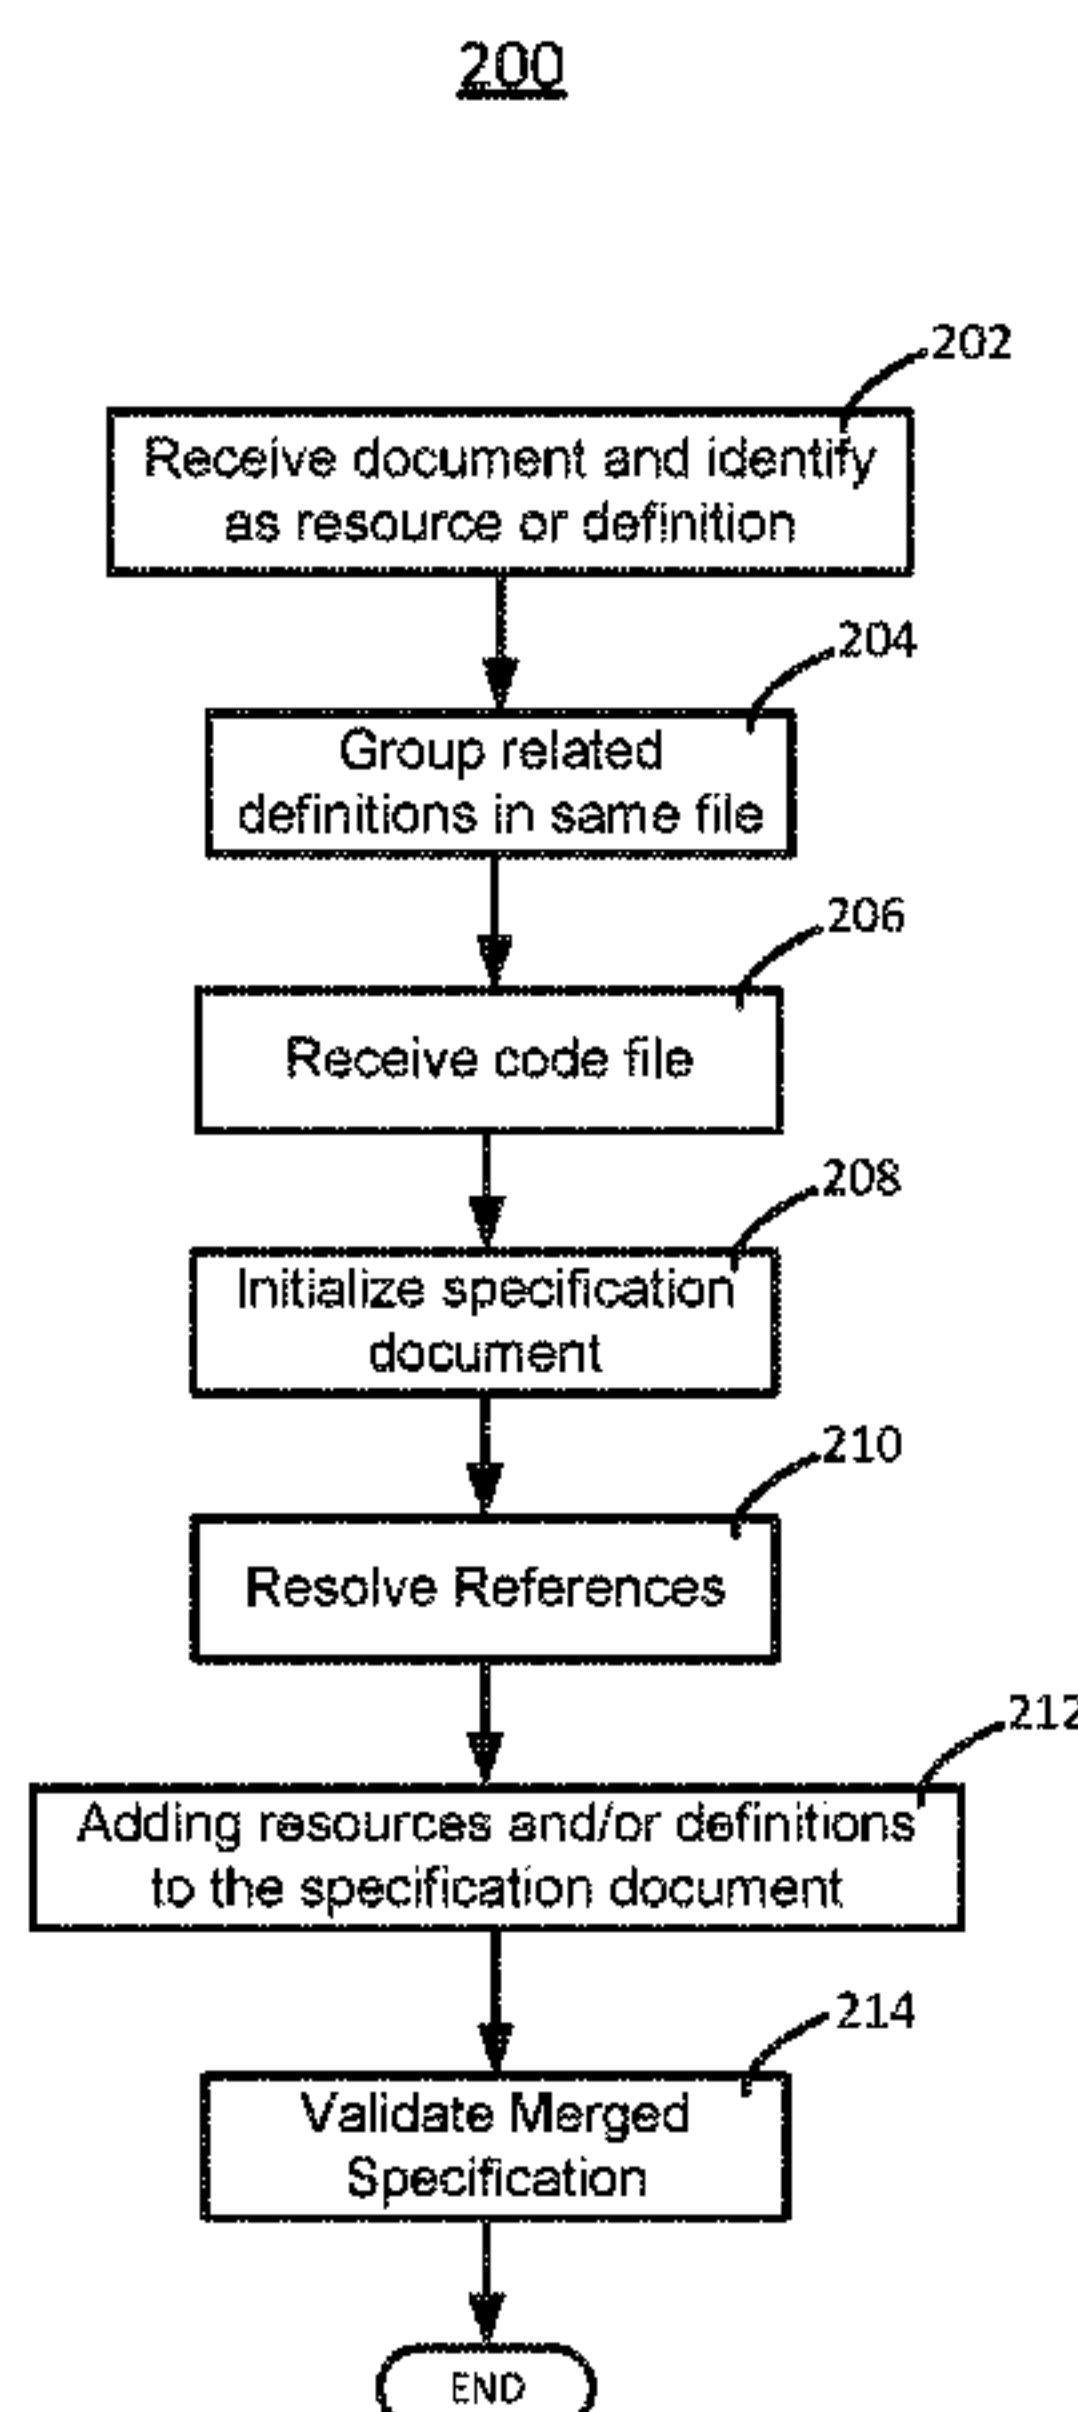 200
202
Receive document and identify
as resource or definition
204
Group related
definitions in same file
206
Receive code file
208
Initialize specification
document
210
Resolve References
212
Adding resources and/or definitions
to the specification document
214
Validate Merged
Specification
END